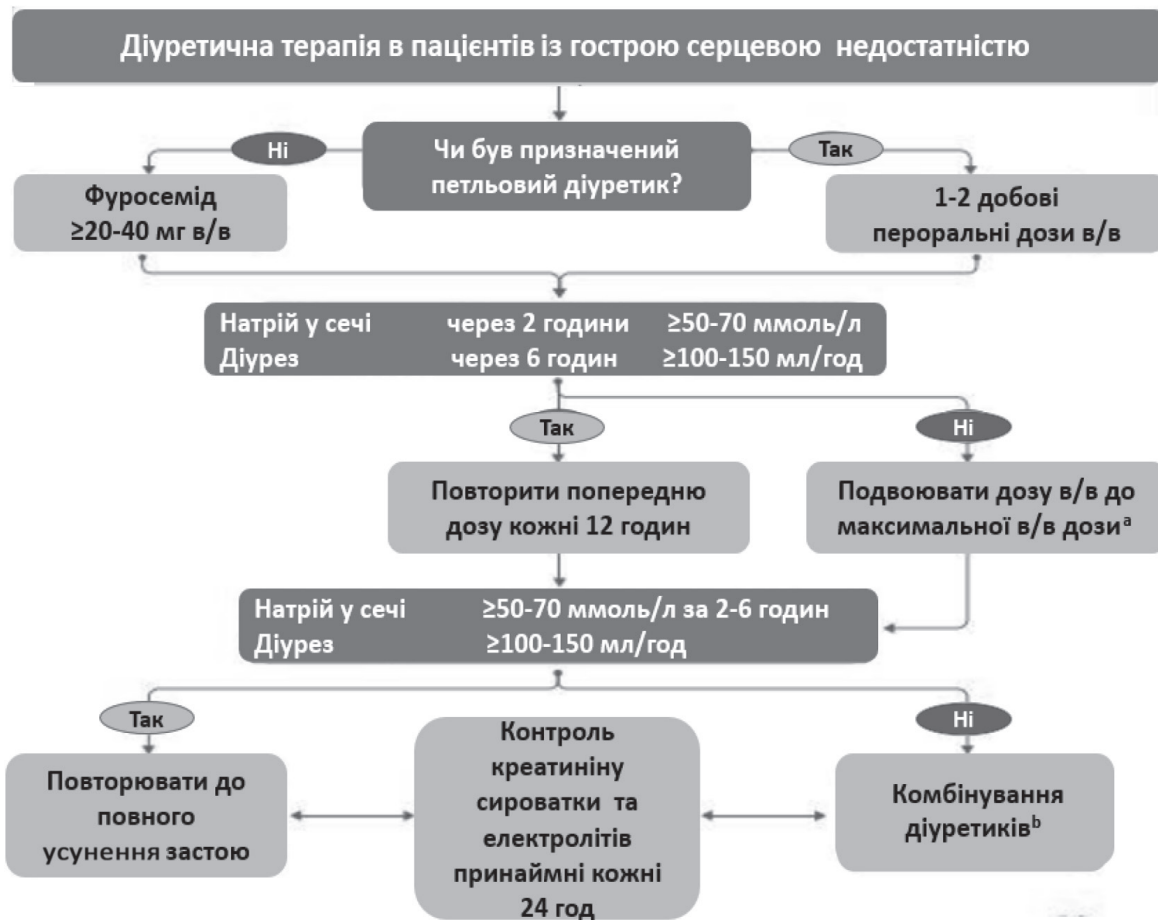 Діуретична терапія в пацієнтів із гострою серцевою недостатністю
Чи був призначений
петльовий діуретик?
Ні
Так
Фуросемід
≥20-40 мг в/в
1-2 добові
пероральні дози в/в
Натрій у сечі через 2 години ≥50-70 ммоль/л
Діурез через 6 годин ≥100-150 мл/год
Так
Ні
Повторити попередню
дозу кожні 12 годин
Подвоювати дозу в/в до
максимальної в/в дозиᵃ
Натрій у сечі ≥50-70 ммоль/л за 2-6 годин
Діурез ≥100-150 мл/год
Так
Ні
Повторювати до
повного
усунення застою
Контроль
креатиніну
сироватки та
електролітів
принаймні кожні
24 год
Комбінування
діуретиківᵇ